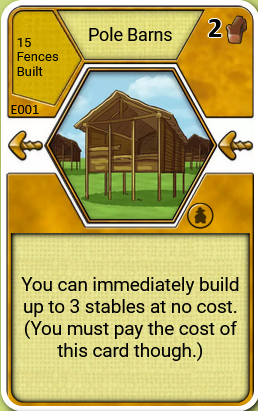 15
Fences
Built
Pole Barns
2
E001
You can immediately build
up to 3 stables at no cost.
(You must pay the cost of
this card though.)